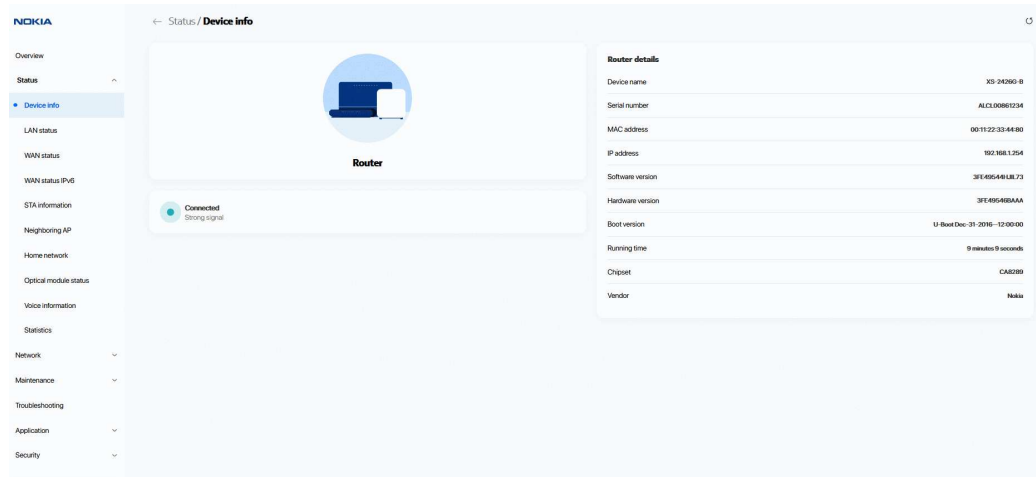 NOKIA
← Status / Device info
Overview
Status
Device info
LAN status
WAN status
WAN status IPv6
STA information
Neighboring AP
Home network
Optical module status
Voice information
Statistics
Network
Maintenance
Troubleshooting
Application
Security
Router
Connected
Strong signal
Router details
Device name XS-2426G-B
Serial number ALCL00861234
MAC address 00:11:22:33:44:80
IP address 192.168.1.254
Software version 3FE49544HJIL73
Hardware version 3FE49546BAAA
Boot version U-Boot Dec-31-2016--12:00:00
Running time 9 minutes 9 seconds
Chipset CA8289
Vendor Nokia